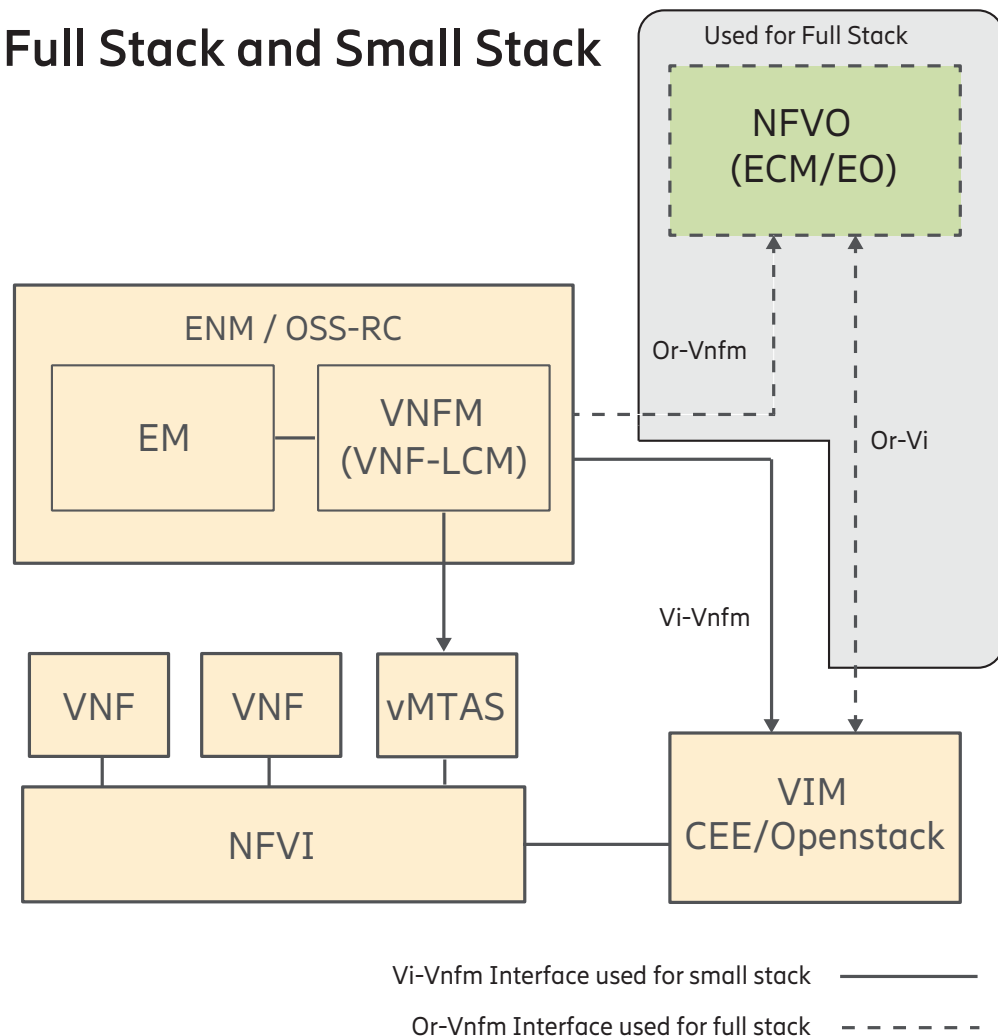 Full Stack and Small Stack
Used for Full Stack
NFVO
(ECM/EO)
ENM / OSS-RC
EM
VNFM
(VNF-LCM)
Or-Vnfm
Or-Vi
Vi-Vnfm
VNF
VNF
vMTAS
NFVI
VIM
CEE/Openstack
Vi-Vnfm Interface used for small stack
Or-Vnfm Interface used for full stack